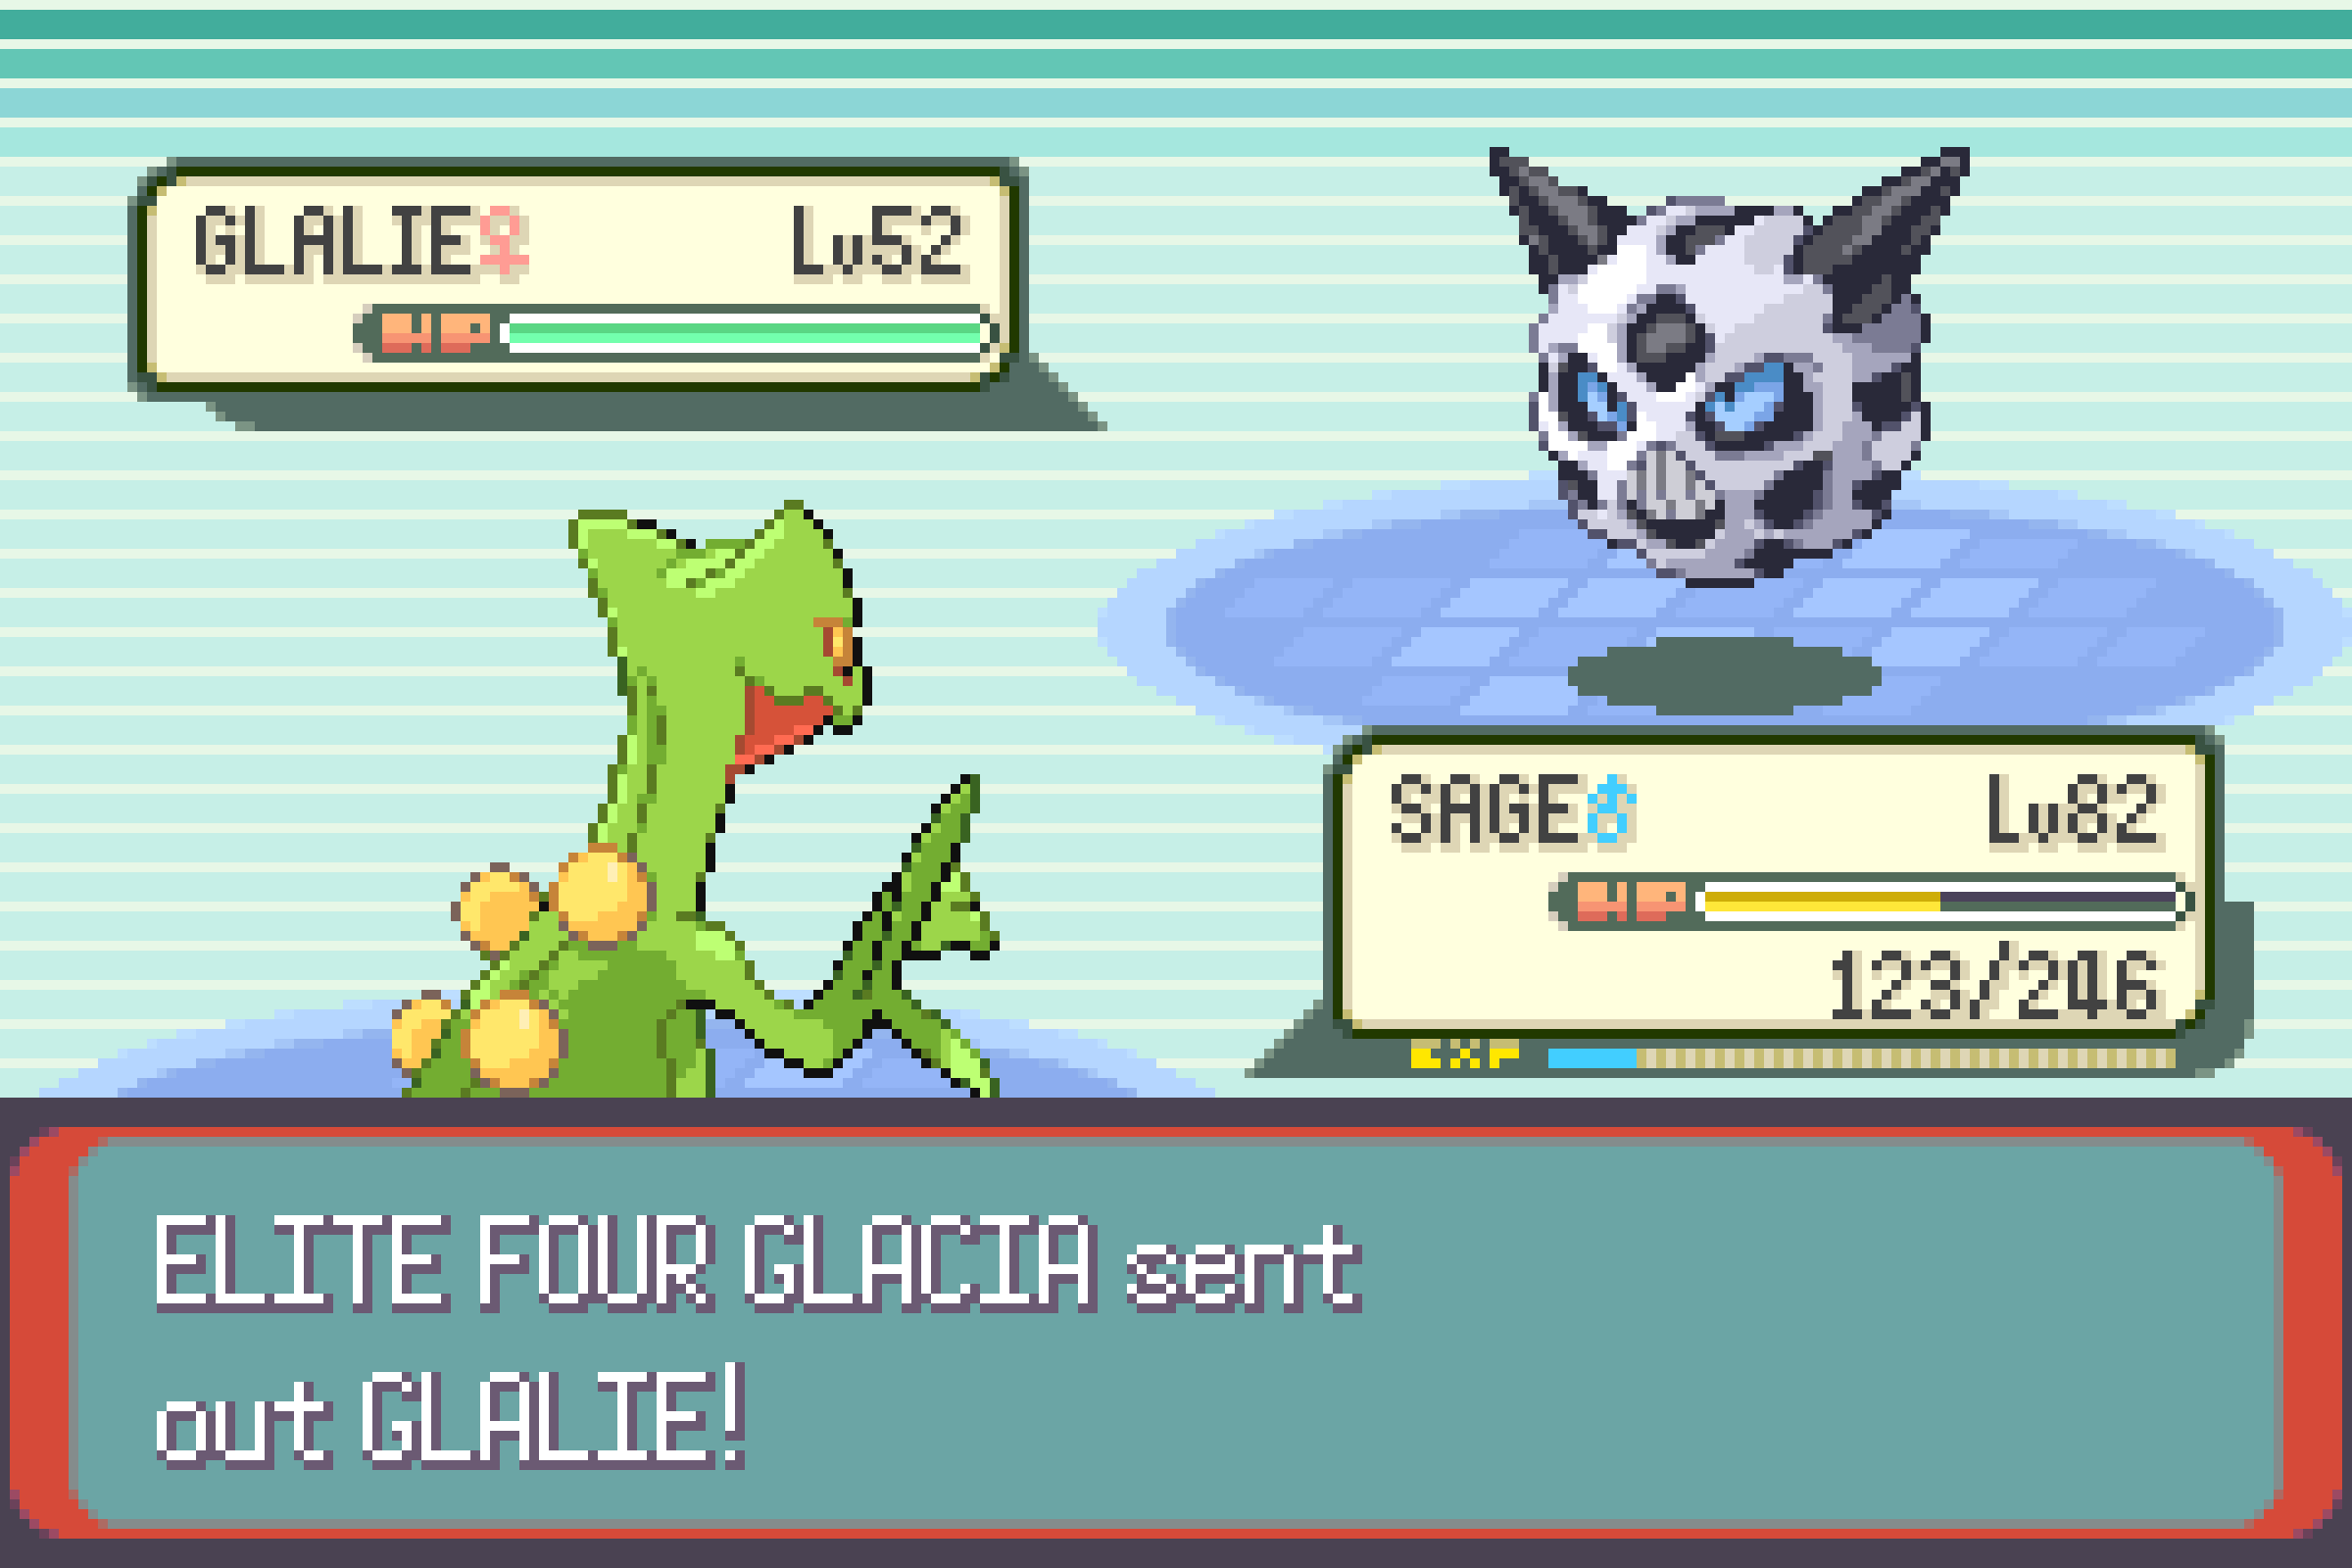 GLALIE♀ Lv52
HP
SAGE♂ Lv82
HP
123/246
EXP
ELITE FOUR GLACIA sent
out GLALIE!